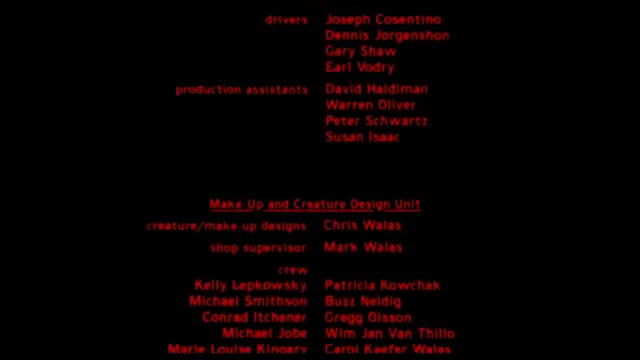 drivers Joseph Cosentino
Dennis Jorgenshon
Gary Shaw
Earl Vodry
production assistants David Haldiman
Warren Oliver
Peter Schwartz
Susan Isaac
Make Up and Creature Design Unit
creature/make up designs Chris Walas
shop supervisor Mark Walas
crew
Kelly Lepkowsky Patricia Kowchak
Michael Smithson Buzz Neidig
Conrad Itchener Gregg Olsson
Michael Jobe Wim Jan Van Thillo
Marie-Louise Kingery Carol Kaefer Walas